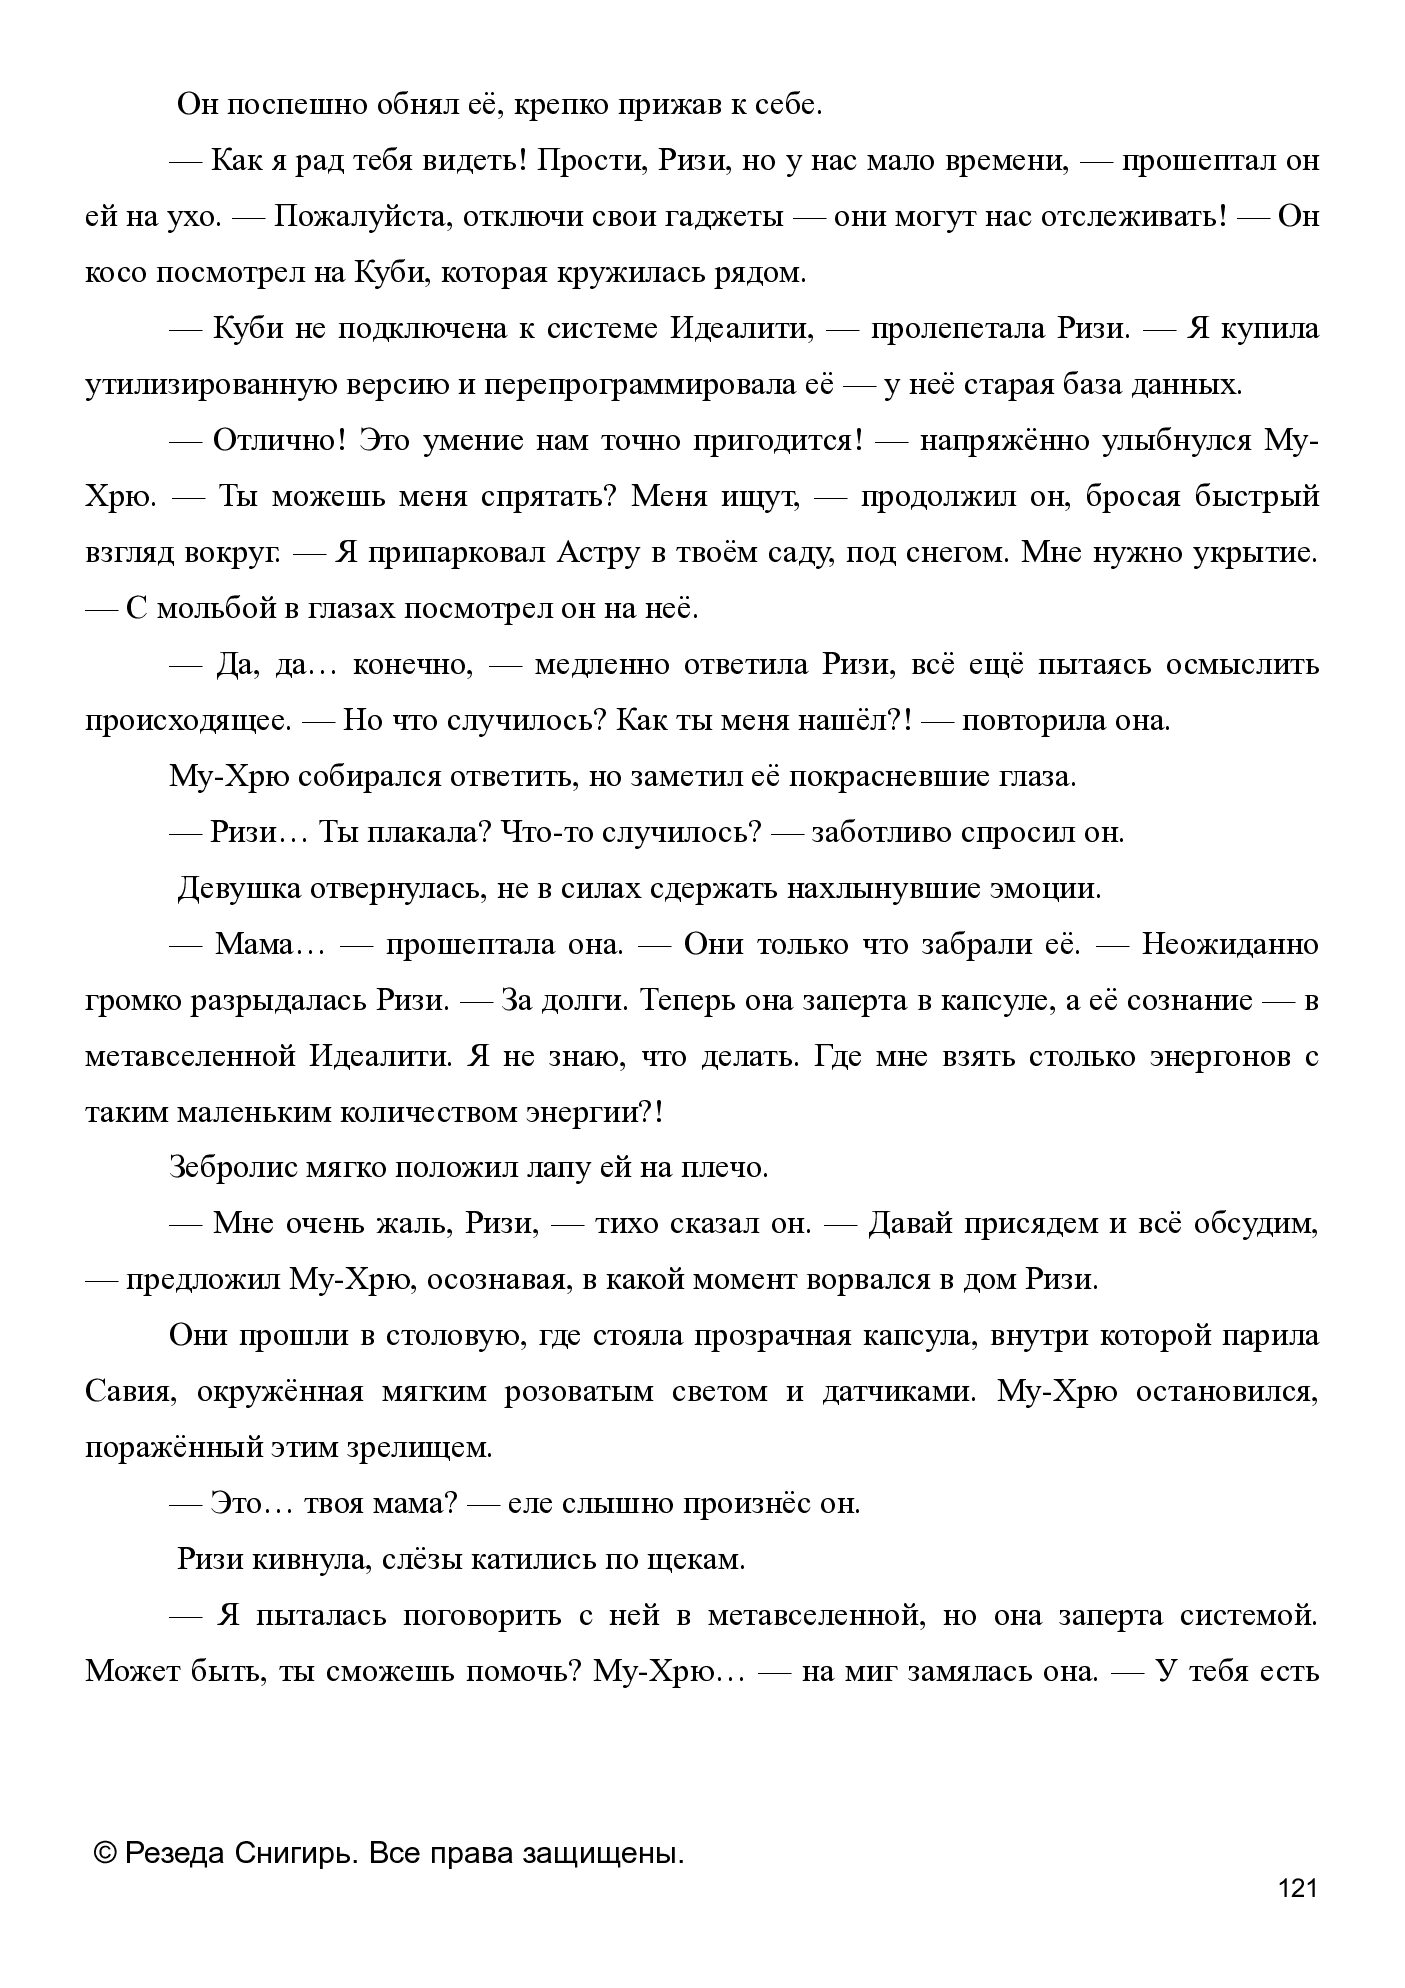 Он поспешно обнял её, крепко прижав к себе.
— Как я рад тебя видеть! Прости, Ризи, но у нас мало времени, — прошептал он
ей на ухо. — Пожалуйста, отключи свои гаджеты — они могут нас отслеживать! — Он
косо посмотрел на Куби, которая кружилась рядом.
— Куби не подключена к системе Идеалити, — пролепетала Ризи. — Я купила
утилизированную версию и перепрограммировала её — у неё старая база данных.
— Отлично! Это умение нам точно пригодится! — напряжённо улыбнулся Му-
Хрю. — Ты можешь меня спрятать? Меня ищут, — продолжил он, бросая быстрый
взгляд вокруг. — Я припарковал Астру в твоём саду, под снегом. Мне нужно укрытие.
— С мольбой в глазах посмотрел он на неё.
— Да, да… конечно, — медленно ответила Ризи, всё ещё пытаясь осмыслить
происходящее. — Но что случилось? Как ты меня нашёл?! — повторила она.
Му-Хрю собирался ответить, но заметил её покрасневшие глаза.
— Ризи… Ты плакала? Что-то случилось? — заботливо спросил он.
Девушка отвернулась, не в силах сдержать нахлынувшие эмоции.
— Мама… — прошептала она. — Они только что забрали её. — Неожиданно
громко разрыдалась Ризи. — За долги. Теперь она заперта в капсуле, а её сознание — в
метавселенной Идеалити. Я не знаю, что делать. Где мне взять столько энергонов с
таким маленьким количеством энергии?!
Зебролис мягко положил лапу ей на плечо.
— Мне очень жаль, Ризи, — тихо сказал он. — Давай присядем и всё обсудим,
— предложил Му-Хрю, осознавая, в какой момент ворвался в дом Ризи.
Они прошли в столовую, где стояла прозрачная капсула, внутри которой парила
Савия, окружённая мягким розоватым светом и датчиками. Му-Хрю остановился,
поражённый этим зрелищем.
— Это… твоя мама? — еле слышно произнёс он.
Ризи кивнула, слёзы катились по щекам.
— Я пыталась поговорить с ней в метавселенной, но она заперта системой.
Может быть, ты сможешь помочь? Му-Хрю… — на миг замялась она. — У тебя есть
© Резеда Снигирь. Все права защищены.
121